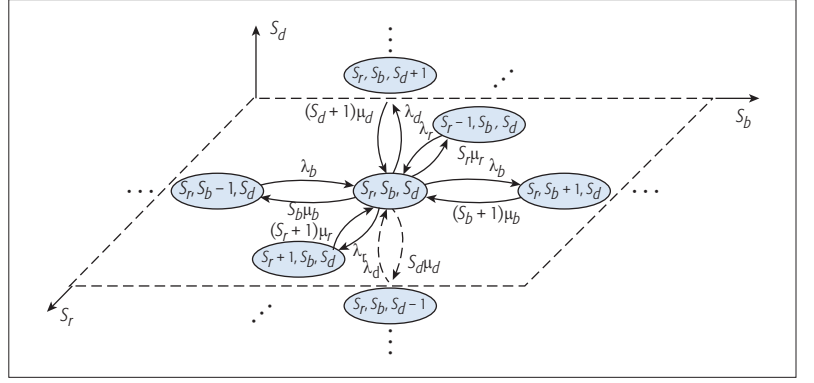 S_d
S_r, S_b, S_d+1
(S_d+1)μ_d
λ_d
λ_r
S_r−1, S_b, S_d
S_b
S_rμ_r
λ_b
λ_b
S_r, S_b−1, S_d
S_r, S_b, S_d
S_r, S_b+1, S_d
S_bμ_b
(S_b+1)μ_b
(S_r+1)μ_r
S_r+1, S_b, S_d
λ_r
λ_d
S_dμ_d
S_r, S_b, S_d−1
S_r